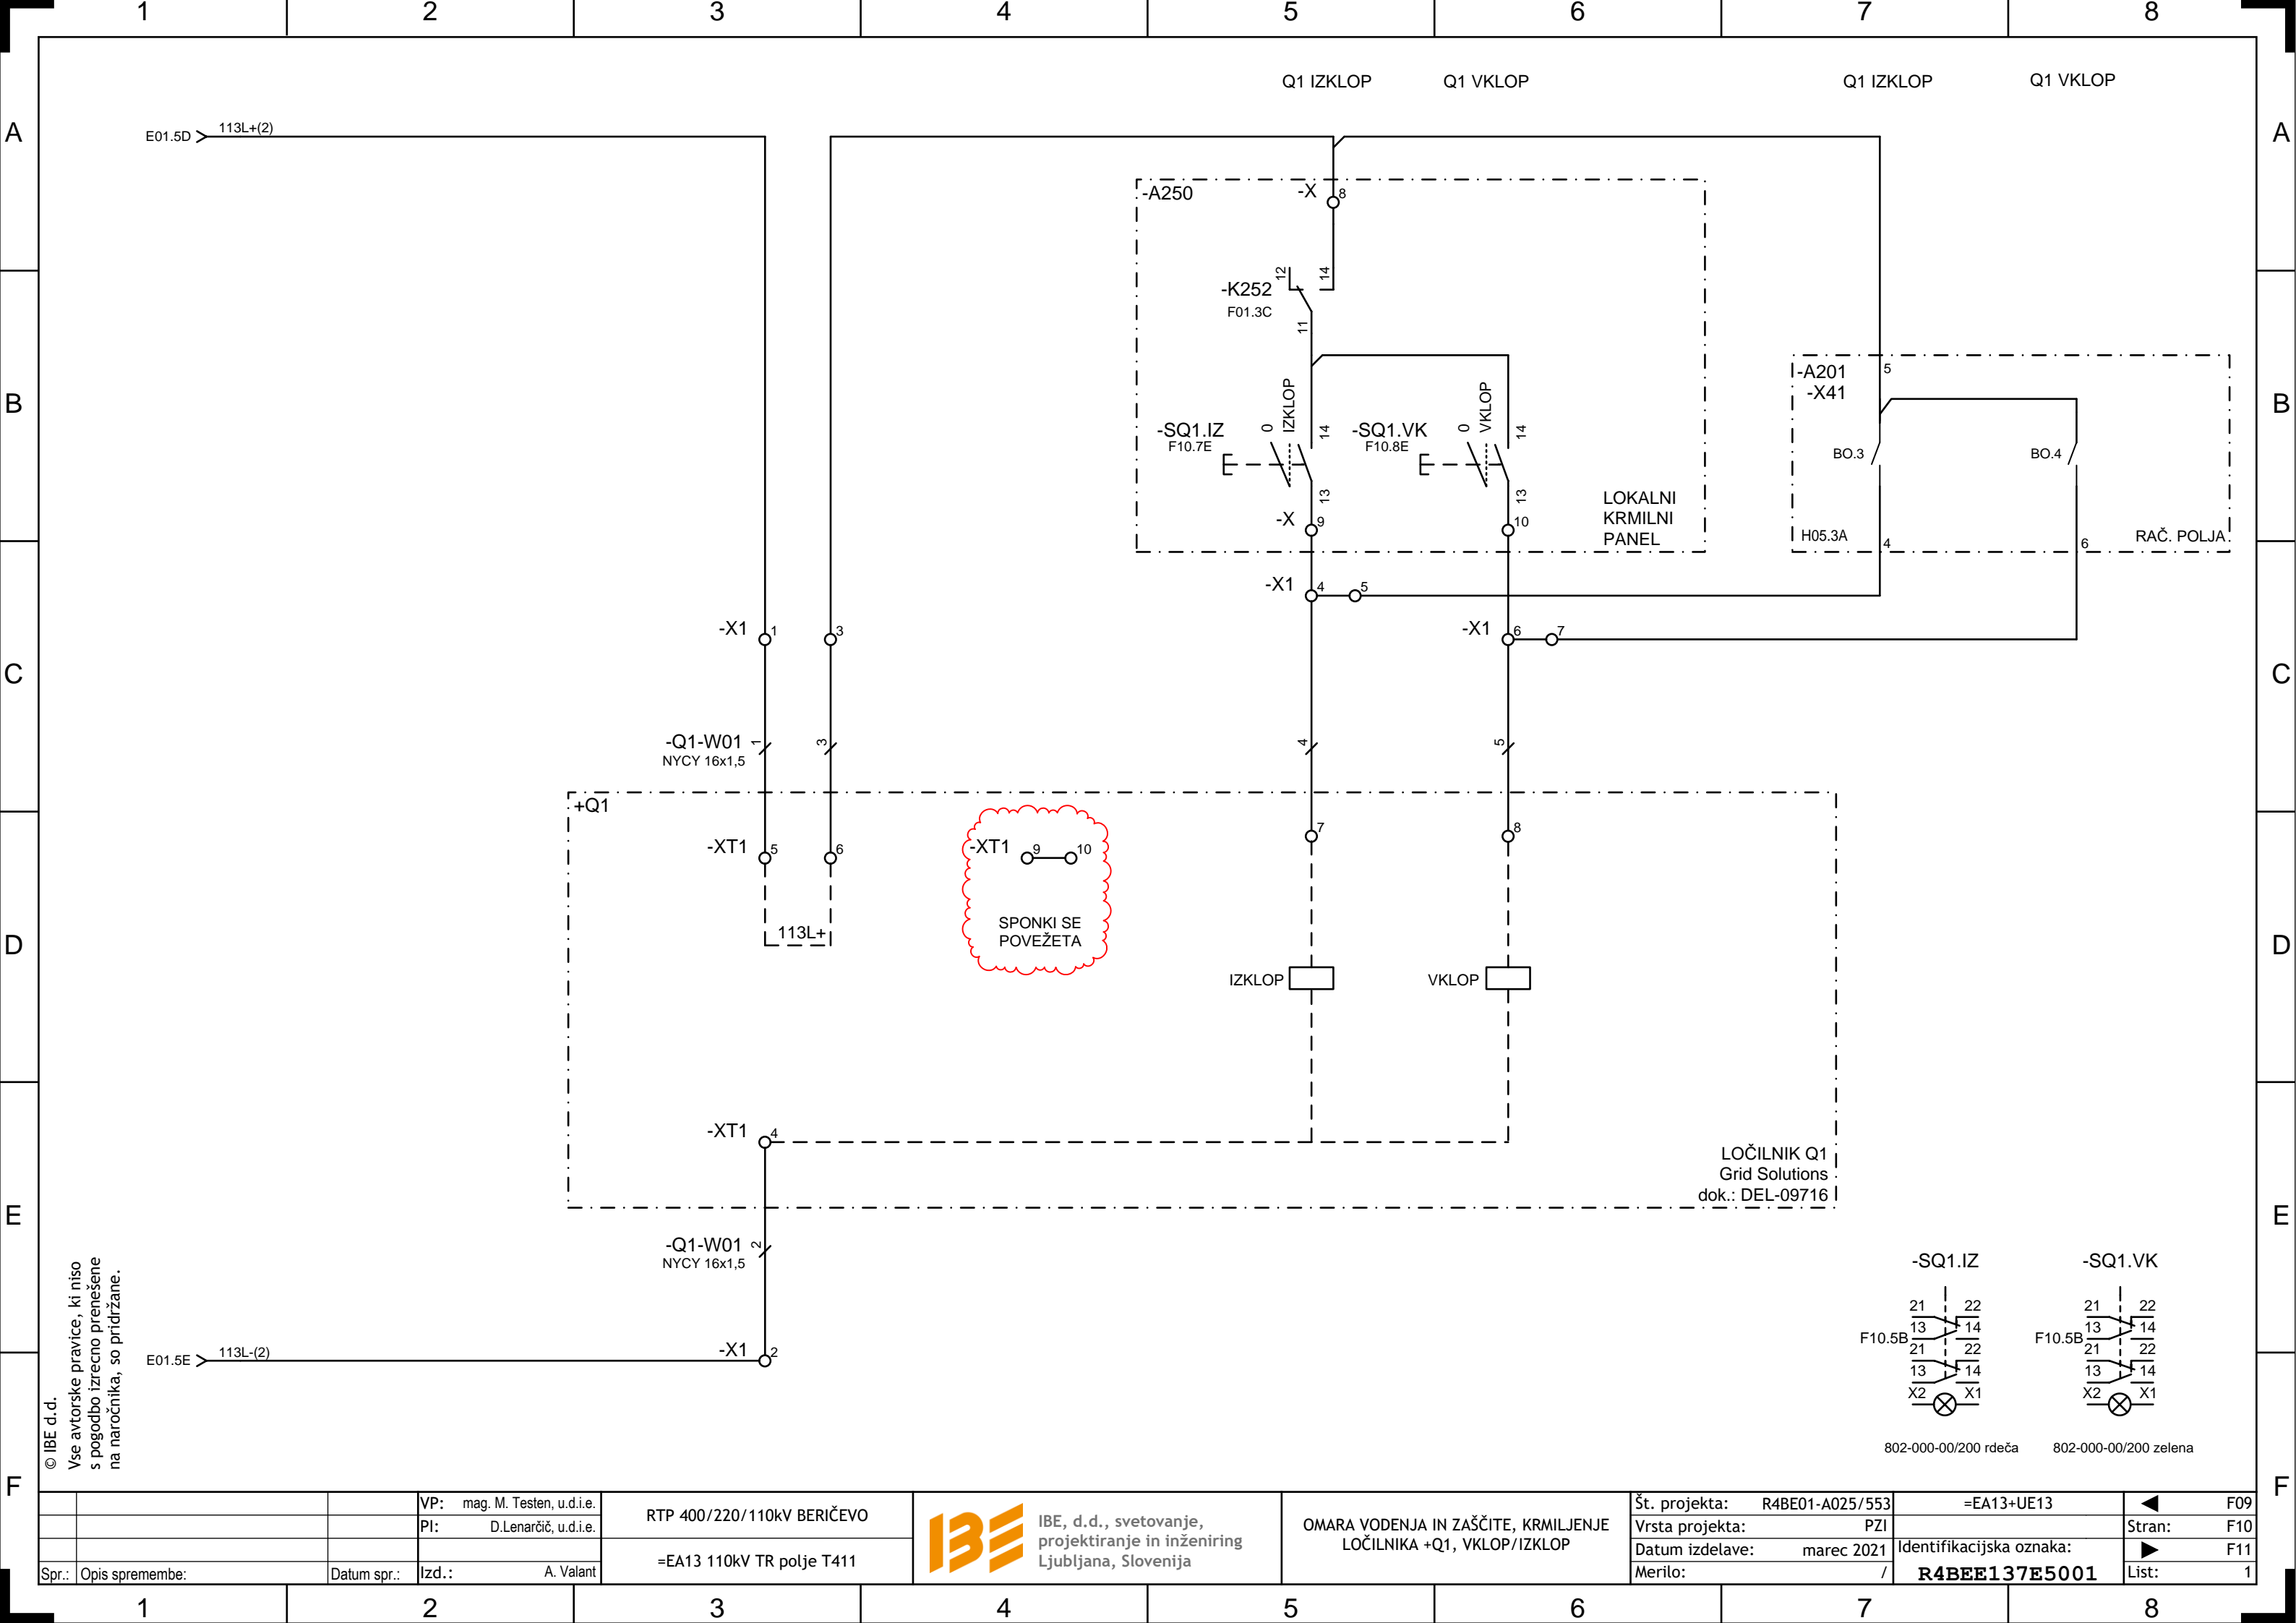 1 2 3 4 5 6 7 8
Q1 IZKLOP Q1 VKLOP Q1 IZKLOP Q1 VKLOP
A A
E01.5D 113L+(2)
-A250 -X 8
12 14
-K252
F01.3C
11
-A201 5
-X41
B B
IZKLOP VKLOP
-SQ1.IZ 0 14 -SQ1.VK 0 14
F10.7E F10.8E
BO.3 BO.4
13 13
LOKALNI
KRMILNI
PANEL
-X 9 10
H05.3A 4 6 RAČ. POLJA
-X1 4 5
-X1 1 3 -X1 6 7
C C
-Q1-W01 1 3 4 5
NYCY 16x1,5
+Q1
7 8
-XT1 5 6 -XT1 9 10
SPONKI SE
POVEŽETA
113L+
D D
IZKLOP VKLOP
-XT1 4
LOČILNIK Q1
Grid Solutions
dok.: DEL-09716
E E
-Q1-W01 2
NYCY 16x1,5
-SQ1.IZ -SQ1.VK
21 22 21 22
13 14 13 14
F10.5B F10.5B
21 22 21 22
13 14 13 14
X2 X1 X2 X1
E01.5E 113L-(2) -X1 2
802-000-00/200 rdeča 802-000-00/200 zelena
© IBE d.d.
Vse avtorske pravice, ki niso
s pogodbo izrecno prenešene
na naročnika, so pridržane.
F F
Spr.: Opis spremembe: Datum spr.:
VP: mag. M. Testen, u.d.i.e.
PI: D.Lenarčič, u.d.i.e.
Izd.: A. Valant
RTP 400/220/110kV BERIČEVO
=EA13 110kV TR polje T411
IBE
IBE, d.d., svetovanje,
projektiranje in inženiring
Ljubljana, Slovenija
OMARA VODENJA IN ZAŠČITE, KRMILJENJE
LOČILNIKA +Q1, VKLOP/IZKLOP
Št. projekta: R4BE01-A025/553
Vrsta projekta: PZI
Datum izdelave: marec 2021
Merilo: /
=EA13+UE13
Identifikacijska oznaka:
R4BEE137E5001
F09
Stran: F10
F11
List: 1
1 2 3 4 5 6 7 8